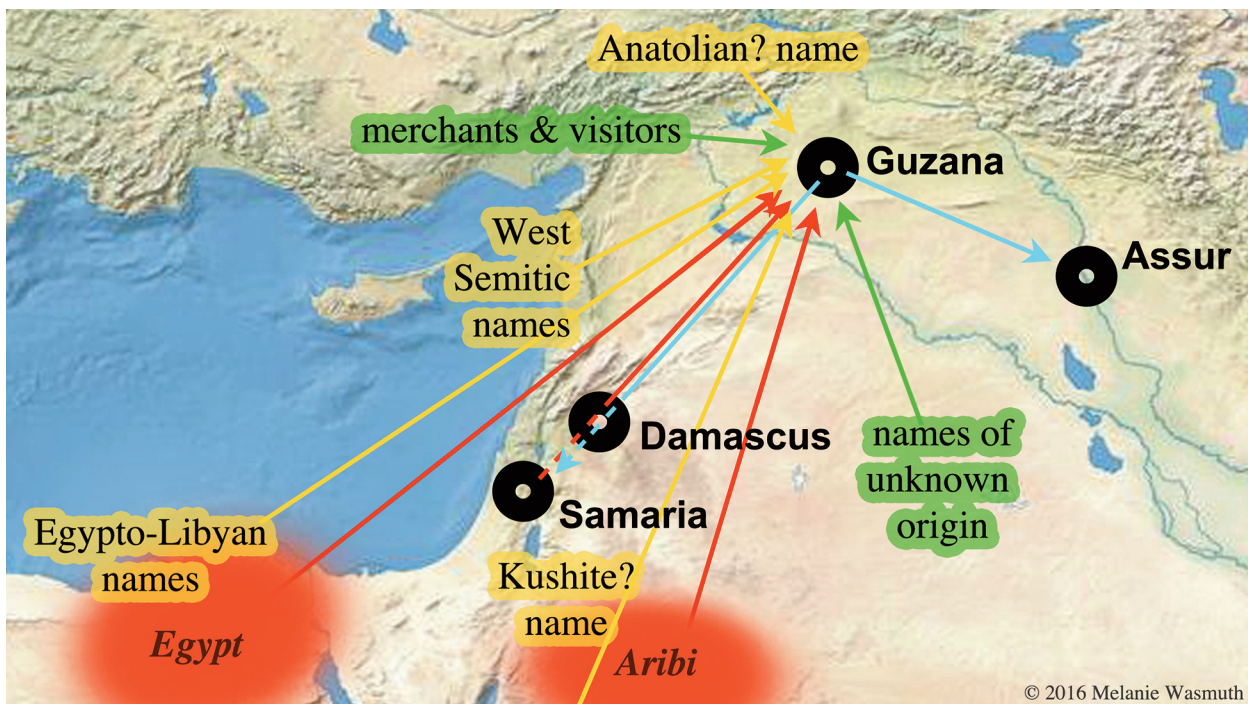 Anatolian? name
merchants & visitors
Guzana
West
Semitic
names
Assur
Damascus
names of
unknown
origin
Samaria
Egypto-Libyan
names
Kushite?
name
Egypt
Aribi
© 2016 Melanie Wasmuth